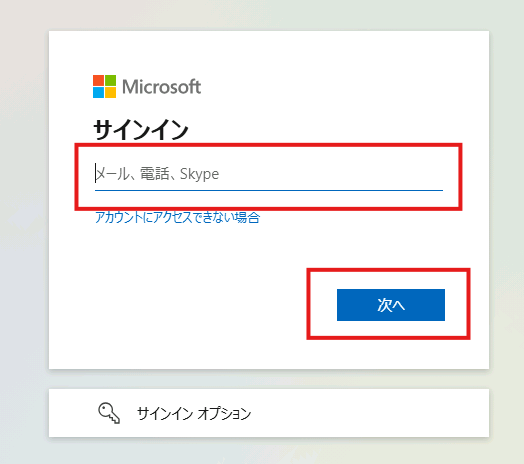 Microsoft
サインイン
メール、電話、Skype
アカウントにアクセスできない場合
次へ
サインイン オプション